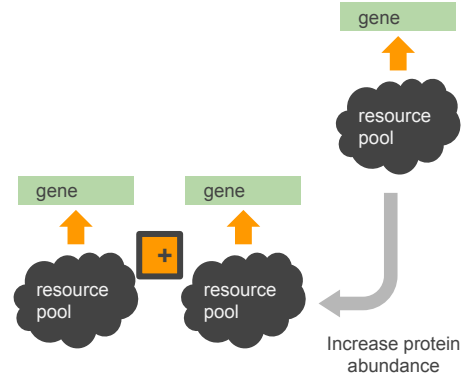 gene
resource
pool
gene
gene
+
resource
pool
resource
pool
Increase protein
abundance